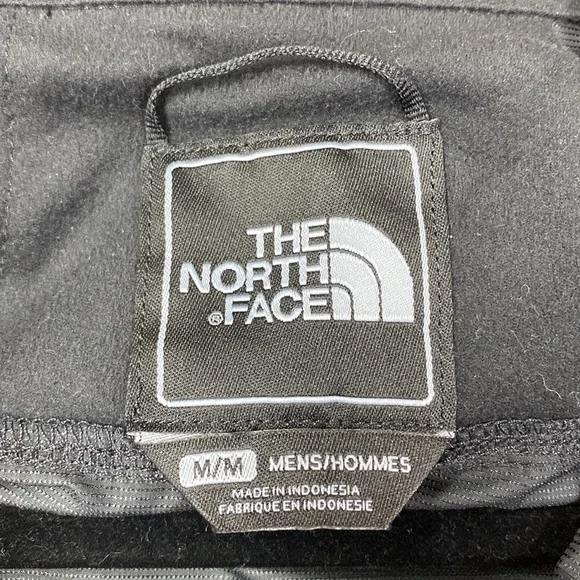 THE
NORTH
® FACE
M/M MENS/HOMMES
MADE IN INDONESIA
FABRIQUE EN INDONESIE